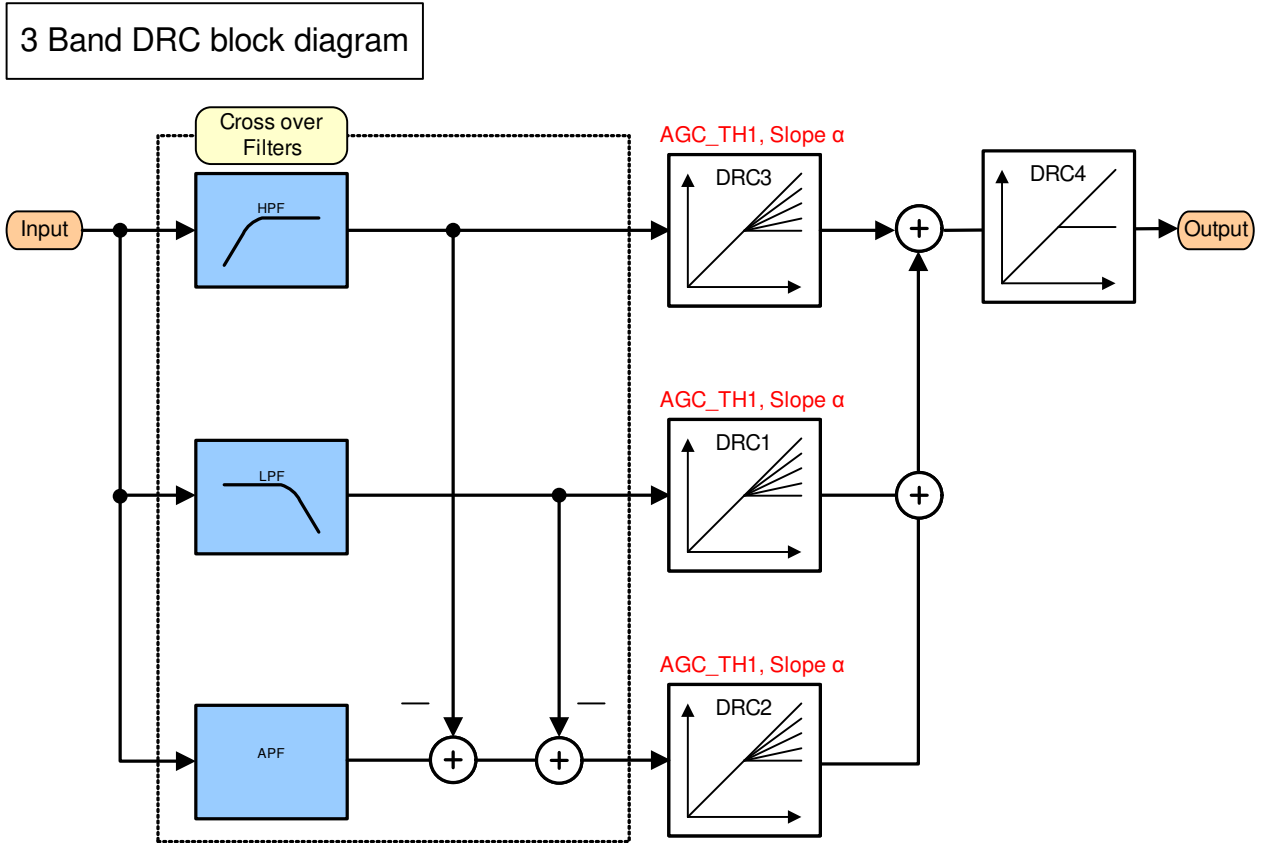 3 Band DRC block diagram
Cross over
Filters
AGC_TH1, Slope α
Input
HPF
DRC3
+
DRC4
Output
AGC_TH1, Slope α
LPF
DRC1
+
AGC_TH1, Slope α
APF
—
+
—
+
DRC2